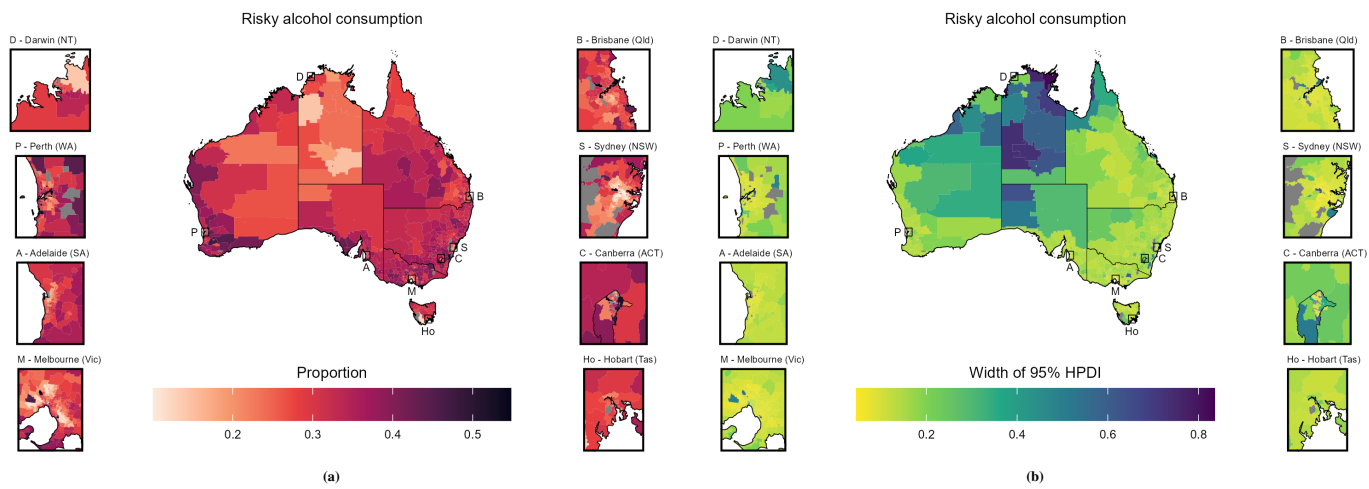 Risky alcohol consumption
D - Darwin (NT)
P - Perth (WA)
A - Adelaide (SA)
M - Melbourne (Vic)
D
B
P
S
C
A
M
Ho
B - Brisbane (Qld)
S - Sydney (NSW)
C - Canberra (ACT)
Ho - Hobart (Tas)
Proportion
0.2 0.3 0.4 0.5
(a)
Risky alcohol consumption
D - Darwin (NT)
P - Perth (WA)
A - Adelaide (SA)
M - Melbourne (Vic)
D
B
P
S
C
A
M
Ho
B - Brisbane (Qld)
S - Sydney (NSW)
C - Canberra (ACT)
Ho - Hobart (Tas)
Width of 95% HPDI
0.2 0.4 0.6 0.8
(b)